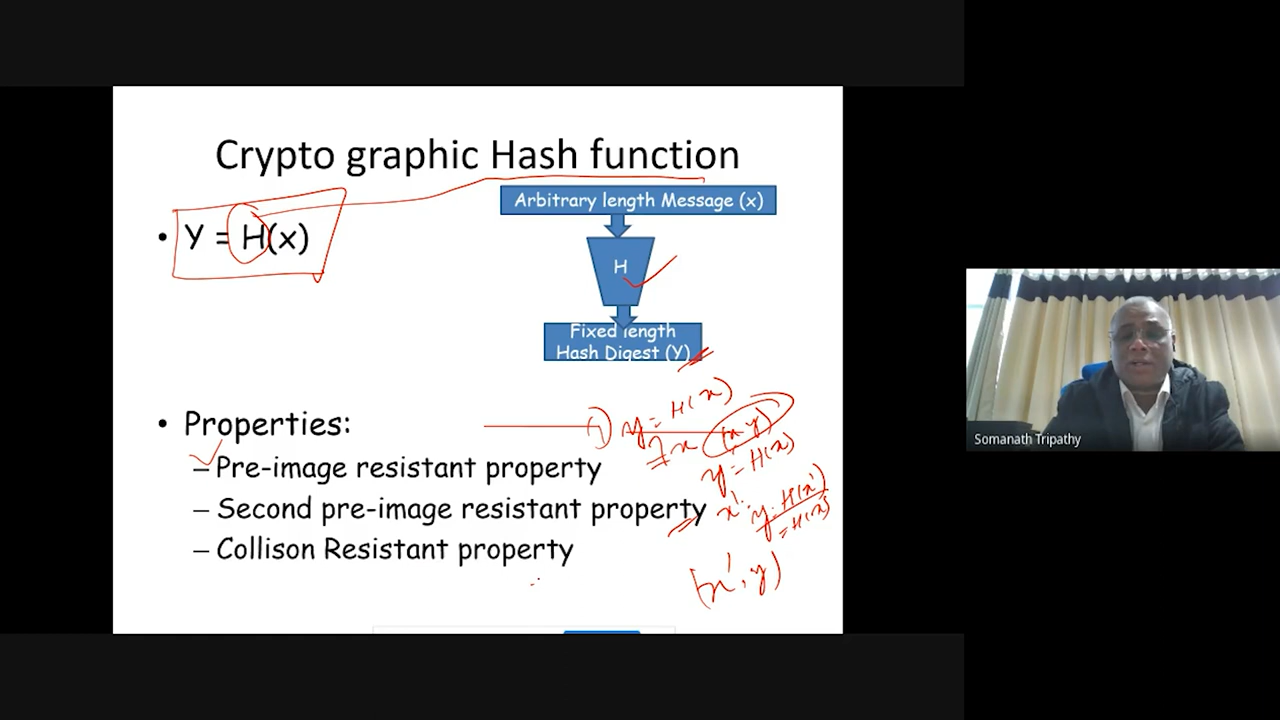 Crypto graphic Hash function
• Y = H(x)
Arbitrary length Message (x)
H
Fixed length
Hash Digest (Y)
• Properties:
– Pre-image resistant property
– Second pre-image resistant property
– Collison Resistant property
① y = H(x)
x (x, y)
y = H(x)
x' : y = H(x')
= H(x)
(x', y)
Somanath Tripathy